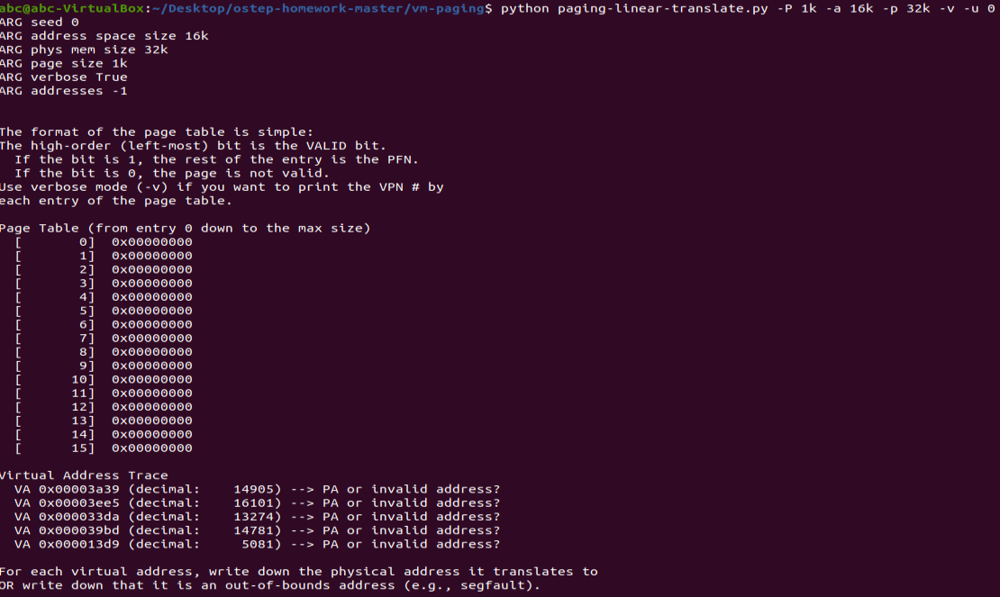 abc@abc-VirtualBox:~/Desktop/ostep-homework-master/vm-paging$ python paging-linear-translate.py -P 1k -a 16k -p 32k -v -u 0
ARG seed 0
ARG address space size 16k
ARG phys mem size 32k
ARG page size 1k
ARG verbose True
ARG addresses -1

The format of the page table is simple:
The high-order (left-most) bit is the VALID bit.
  If the bit is 1, the rest of the entry is the PFN.
  If the bit is 0, the page is not valid.
Use verbose mode (-v) if you want to print the VPN # by
each entry of the page table.

Page Table (from entry 0 down to the max size)
  [       0]  0x00000000
  [       1]  0x00000000
  [       2]  0x00000000
  [       3]  0x00000000
  [       4]  0x00000000
  [       5]  0x00000000
  [       6]  0x00000000
  [       7]  0x00000000
  [       8]  0x00000000
  [       9]  0x00000000
  [      10]  0x00000000
  [      11]  0x00000000
  [      12]  0x00000000
  [      13]  0x00000000
  [      14]  0x00000000
  [      15]  0x00000000

Virtual Address Trace
  VA 0x00003a39 (decimal:    14905) --> PA or invalid address?
  VA 0x00003ee5 (decimal:    16101) --> PA or invalid address?
  VA 0x000033da (decimal:    13274) --> PA or invalid address?
  VA 0x000039bd (decimal:    14781) --> PA or invalid address?
  VA 0x000013d9 (decimal:     5081) --> PA or invalid address?

For each virtual address, write down the physical address it translates to
OR write down that it is an out-of-bounds address (e.g., segfault).